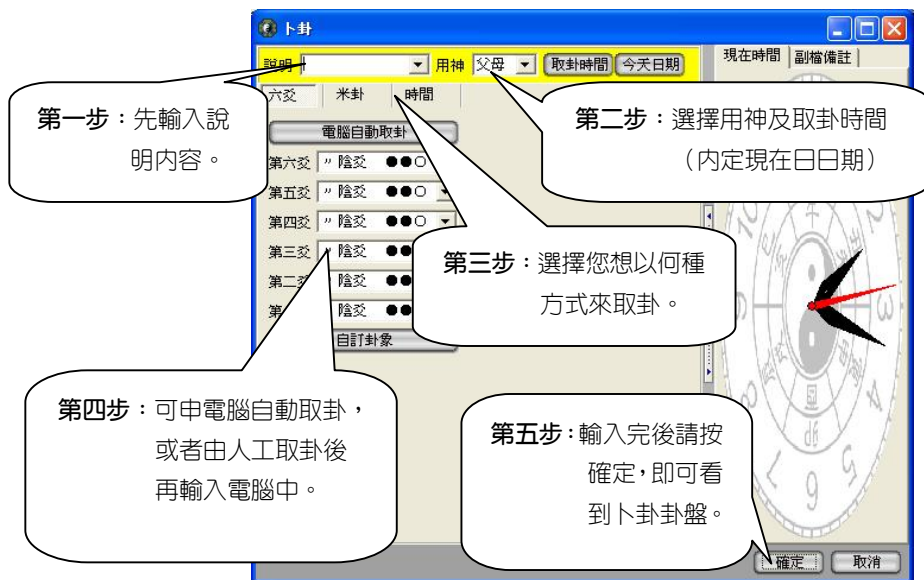 卜卦
說明 用神 父母 取卦時間 今天日期
現在時間 副檔備註
六爻 米卦 時間
電腦自動取卦
第一步：先輸入說
明內容。
第二步：選擇用神及取卦時間
（內定現在日日期）
第六爻 〃 陰爻 ●●○
第五爻 〃 陰爻 ●●○
第四爻 〃 陰爻 ●●○
第三爻 〃 陰爻 ●●
第二爻 〃 陰爻 ●●
第 陰爻 ●●
自訂卦象
第三步：選擇您想以何種
方式來取卦。
第四步：可申電腦自動取卦，
或者由人工取卦後
再輸入電腦中。
第五步：輸入完後請按
確定，即可看
到卜卦卦盤。
確定 取消